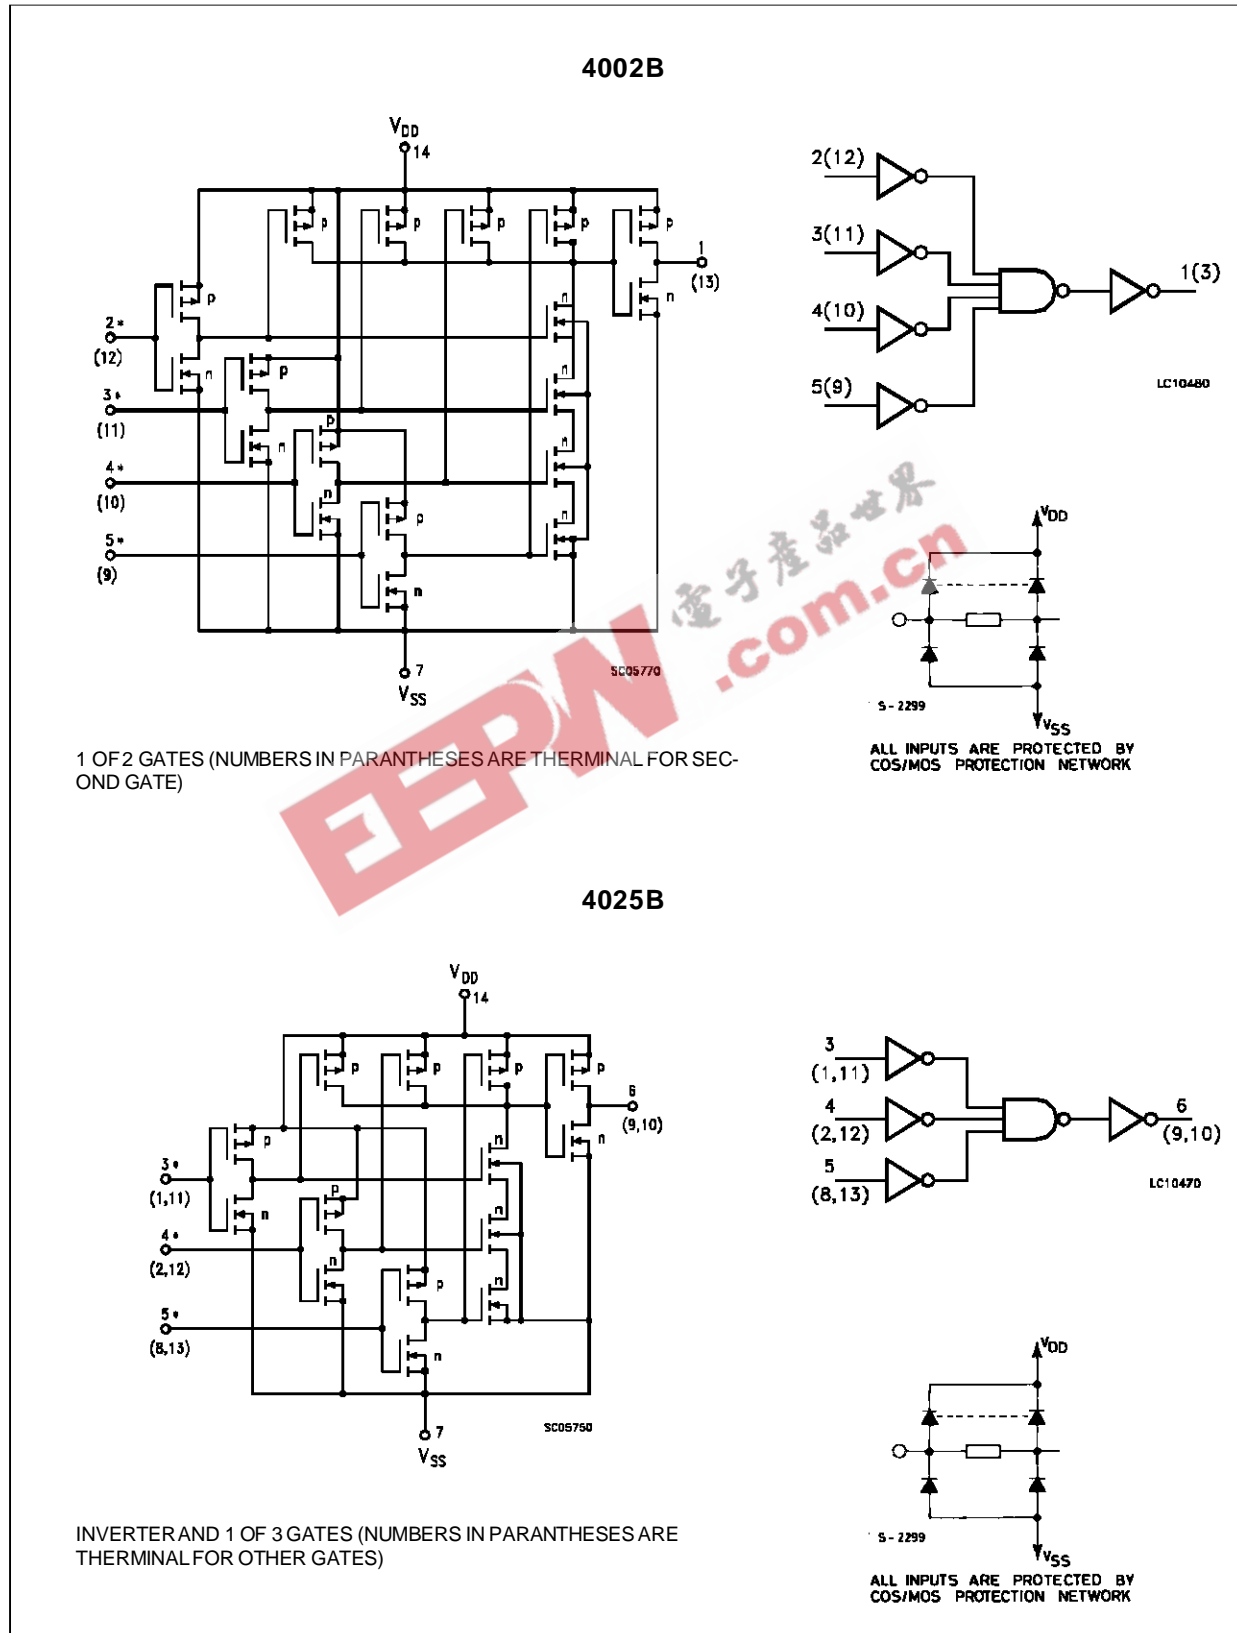 4002B
VDD
14
p
p
p
p
p
1
(13)
n
p
2*
(12)
n
n
p
3*
(11)
n
n
p
4*
(10)
n
n
p
5*
(9)
n
n
7
VSS
SC05770
2(12)
3(11)
4(10)
5(9)
1(3)
LC10480
VDD
S-2299
VSS
ALL INPUTS ARE PROTECTED BY
COS/MOS PROTECTION NETWORK
1 OF 2 GATES (NUMBERS IN PARANTHESES ARE THERMINAL FOR SEC-
OND GATE)
EEPW.com.cn
電子產品世界
4025B
VDD
14
p
p
p
p
6
(9,10)
n
p
3*
(1,11)
n
n
p
4*
(2,12)
n
n
p
5*
(8,13)
n
n
7
VSS
SC05750
3
(1,11)
4
(2,12)
5
(8,13)
6
(9,10)
LC10470
VDD
S-2299
VSS
ALL INPUTS ARE PROTECTED BY
COS/MOS PROTECTION NETWORK
INVERTER AND 1 OF 3 GATES (NUMBERS IN PARANTHESES ARE
THERMINAL FOR OTHER GATES)